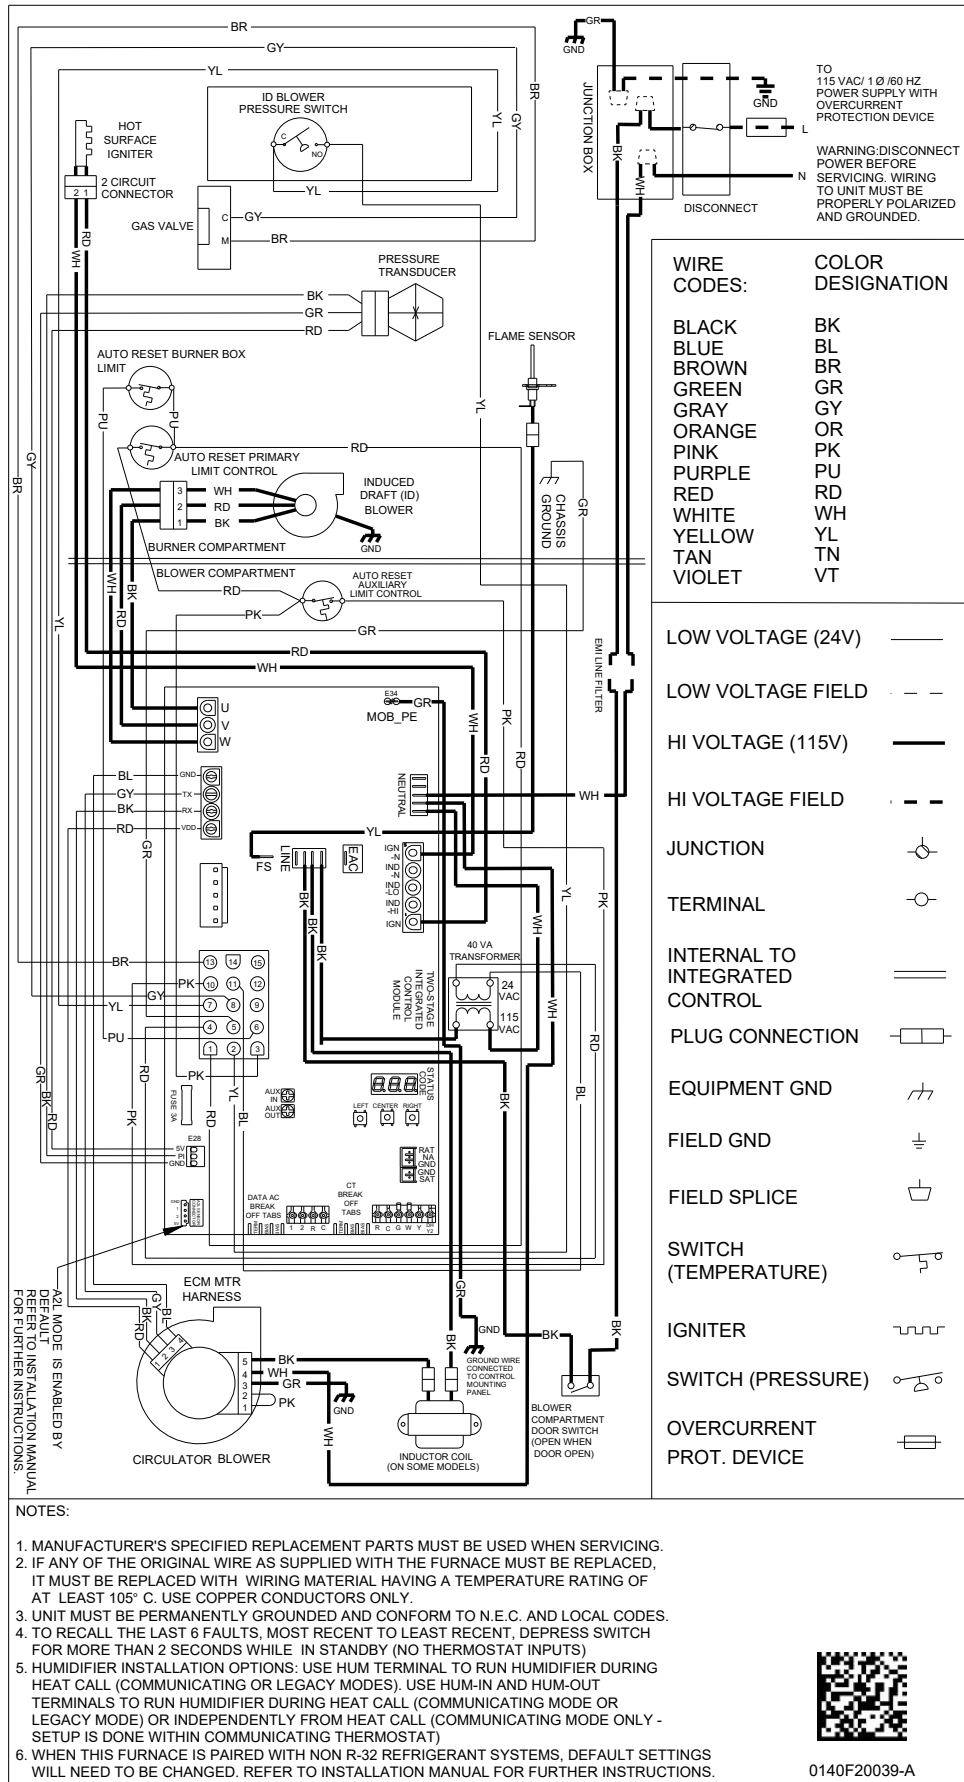 BR
GY
YL
ID BLOWER
PRESSURE SWITCH
C
NO
YL
HOT
SURFACE
IGNITER
2 CIRCUIT
CONNECTOR
2 1
WH
RD
GAS VALVE
C
M
GY
BR
YL
GY
BR
GR
GND
JUNCTION BOX
GND
BK
WH
L
N
DISCONNECT
TO
115 VAC/ 1 Ø /60 HZ
POWER SUPPLY WITH
OVERCURRENT
PROTECTION DEVICE
WARNING:DISCONNECT
POWER BEFORE
SERVICING. WIRING
TO UNIT MUST BE
PROPERLY POLARIZED
AND GROUNDED.
PRESSURE
TRANSDUCER
BK
GR
RD
FLAME SENSOR
AUTO RESET BURNER BOX
LIMIT
PU
PU
YL
GY
BR
RD
AUTO RESET PRIMARY
LIMIT CONTROL
3
2
1
WH
RD
BK
INDUCED
DRAFT (ID)
BLOWER
GND
CHASSIS
GROUND
GR
BURNER COMPARTMENT
BLOWER COMPARTMENT
WH
RD
BK
YL
RD
PK
AUTO RESET
AUXILIARY
LIMIT CONTROL
GR
RD
WH
EMI LINE FILTER
WIRE
CODES:
COLOR
DESIGNATION
BLACK BK
BLUE BL
BROWN BR
GREEN GR
GRAY GY
ORANGE OR
PINK PK
PURPLE PU
RED RD
WHITE WH
YELLOW YL
TAN TN
VIOLET VT
LOW VOLTAGE (24V)
LOW VOLTAGE FIELD
HI VOLTAGE (115V)
HI VOLTAGE FIELD
JUNCTION
TERMINAL
INTERNAL TO
INTEGRATED
CONTROL
PLUG CONNECTION
EQUIPMENT GND
FIELD GND
FIELD SPLICE
SWITCH
(TEMPERATURE)
IGNITER
SWITCH (PRESSURE)
OVERCURRENT
PROT. DEVICE
E34
GR
MOB_PE
U
V
W
WH
PK
RD
RD
BL
GY
BK
RD
GND
TX
RX
VDD
NEUTRAL
WH
YL
FS
LINE
EAC
IGN
-N
IND
-N
IND
-LO
IND
-HI
IGN
GR
BK
BK
BK
WH
YL
PK
40 VA
TRANSFORMER
24
VAC
115
VAC
TWO-STAGE
INTEGRATED
CONTROL
MODULE
WH
RD
BL
BR
PK
GY
YL
PU
PK
13 14 15
10 11 12
7 8 9
4 5 6
1 2 3
GR
BK
RD
PK
RD
RD
YL
BL
FUSE 3A
AUX
IN
AUX
OUT
STATUS
CODE
LEFT CENTER RIGHT
BK
E28
5V
PI
GND
RAT
NA
GND
GND
SAT
DATA AC
BREAK
OFF TABS
1 2 R C
CT
BREAK
OFF
TABS
R C G W Y
Y2
A2L MODE IS ENABLED BY
DEFAULT
REFER TO INSTALLATION MANUAL
FOR FURTHER INSTRUCTIONS.
ECM MTR
HARNESS
BL
GY
BK
RD
1 2 3 4
5
4
3
2
1
BK
WH
GR
PK
GND
WH
CIRCULATOR BLOWER
BK
GR
GND
GROUND WIRE
CONNECTED
TO CONTROL
MOUNTING
PANEL
INDUCTOR COIL
(ON SOME MODELS)
BK
BK
BLOWER
COMPARTMENT
DOOR SWITCH
(OPEN WHEN
DOOR OPEN)
NOTES:
1. MANUFACTURER'S SPECIFIED REPLACEMENT PARTS MUST BE USED WHEN SERVICING.
2. IF ANY OF THE ORIGINAL WIRE AS SUPPLIED WITH THE FURNACE MUST BE REPLACED,
IT MUST BE REPLACED WITH WIRING MATERIAL HAVING A TEMPERATURE RATING OF
AT LEAST 105° C. USE COPPER CONDUCTORS ONLY.
3. UNIT MUST BE PERMANENTLY GROUNDED AND CONFORM TO N.E.C. AND LOCAL CODES.
4. TO RECALL THE LAST 6 FAULTS, MOST RECENT TO LEAST RECENT, DEPRESS SWITCH
FOR MORE THAN 2 SECONDS WHILE IN STANDBY (NO THERMOSTAT INPUTS)
5. HUMIDIFIER INSTALLATION OPTIONS: USE HUM TERMINAL TO RUN HUMIDIFIER DURING
HEAT CALL (COMMUNICATING OR LEGACY MODES). USE HUM-IN AND HUM-OUT
TERMINALS TO RUN HUMIDIFIER DURING HEAT CALL (COMMUNICATING MODE OR
LEGACY MODE) OR INDEPENDENTLY FROM HEAT CALL (COMMUNICATING MODE ONLY -
SETUP IS DONE WITHIN COMMUNICATING THERMOSTAT)
6. WHEN THIS FURNACE IS PAIRED WITH NON R-32 REFRIGERANT SYSTEMS, DEFAULT SETTINGS
WILL NEED TO BE CHANGED. REFER TO INSTALLATION MANUAL FOR FURTHER INSTRUCTIONS.
0140F20039-A